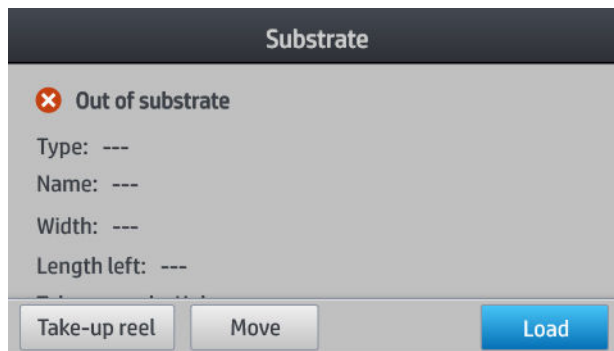 Substrate
Out of substrate
Type: ---
Name: ---
Width: ---
Length left: ---
Take-up reel Move Load